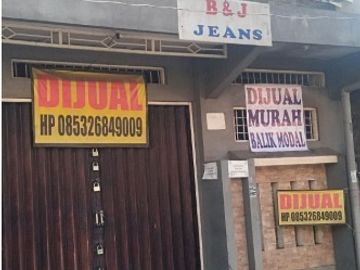 B&J
JEANS
DIJUAL
HP 085326849009
DIJUAL
MURAH
BALIK MODAL
DIJUAL
HP 085326849009